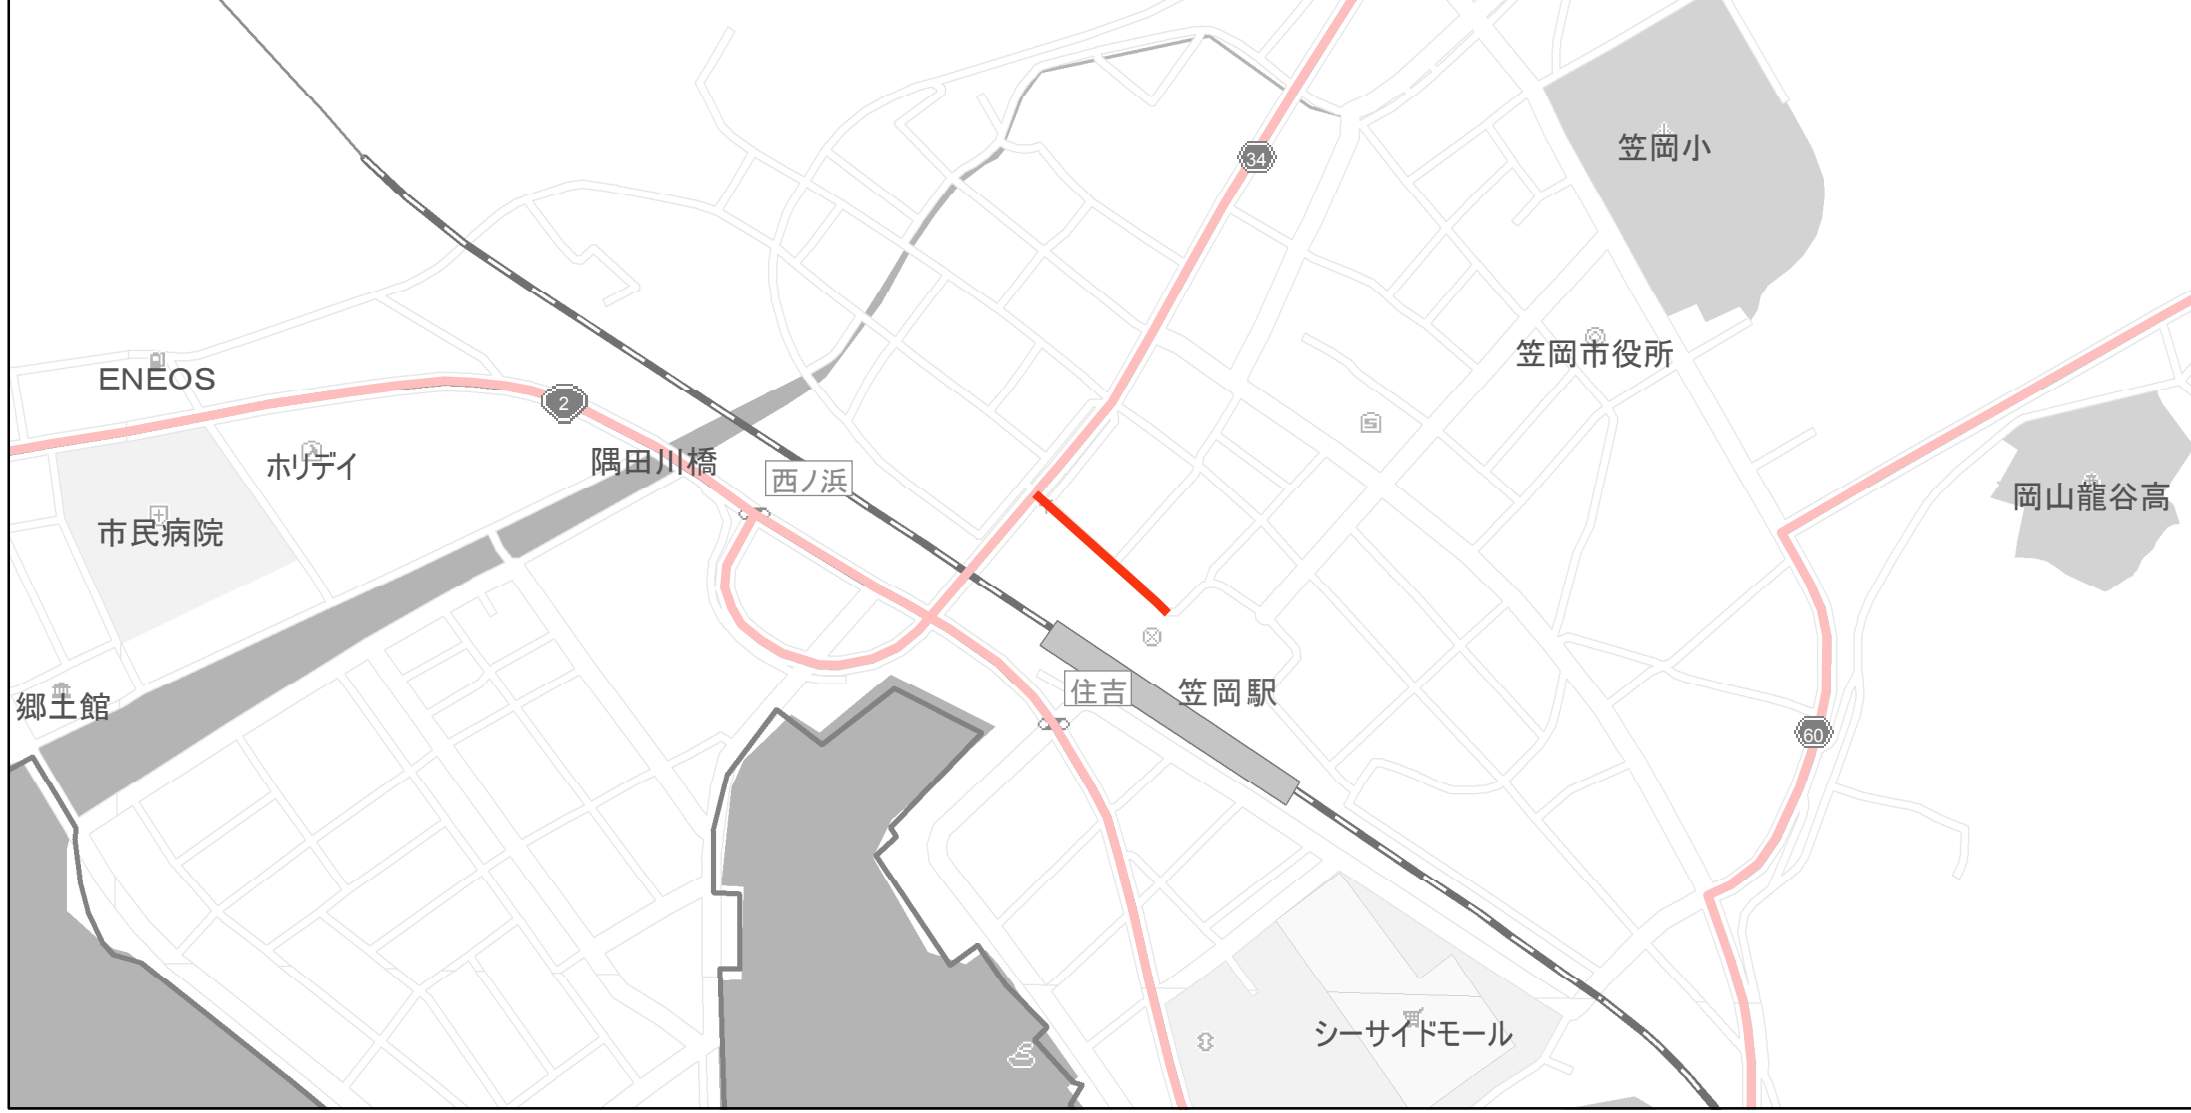 34
笠岡小
笠岡市役所
ENEOS
2
ホリデイ
隅田川橋
西ノ浜
岡山龍谷高
市民病院
住吉
笠岡駅
郷土館
60
シーサイドモール